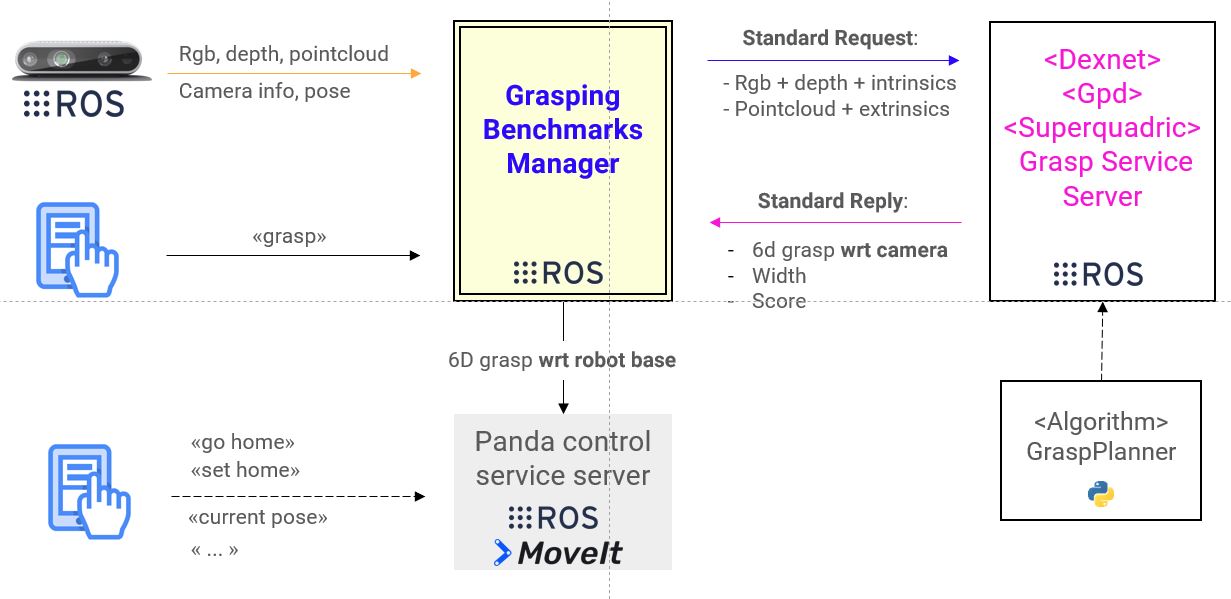 Rgb, depth, pointcloud
Camera info, pose
ROS
«grasp»
Grasping
Benchmarks
Manager
ROS
Standard Request:
- Rgb + depth + intrinsics
- Pointcloud + extrinsics
Standard Reply:
- 6d grasp wrt camera
- Width
- Score
<Dexnet>
<Gpd>
<Superquadric>
Grasp Service
Server
ROS
6D grasp wrt robot base
«go home»
«set home»
«current pose»
« ... »
Panda control
service server
ROS
MoveIt
<Algorithm>
GraspPlanner